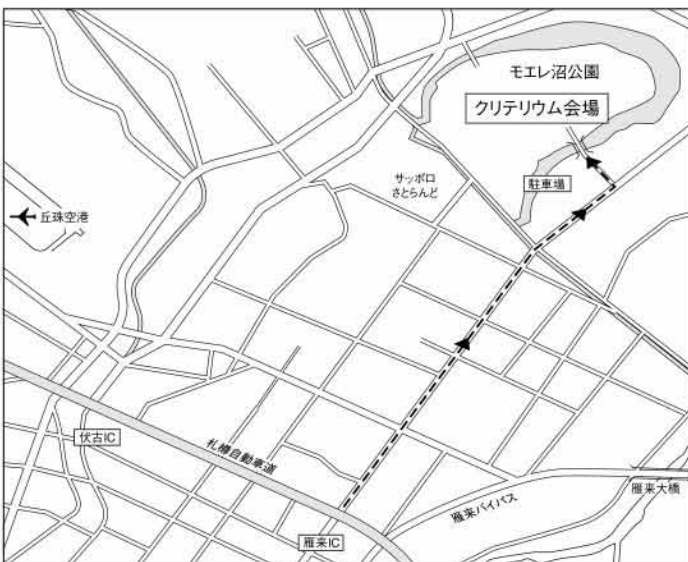 モエレ沼公園
クリテリウム会場
サッポロ
さとらんど
駐車場
丘珠空港
伏古IC
札樽自動車道
雁来大橋
雁来バイパス
雁来IC